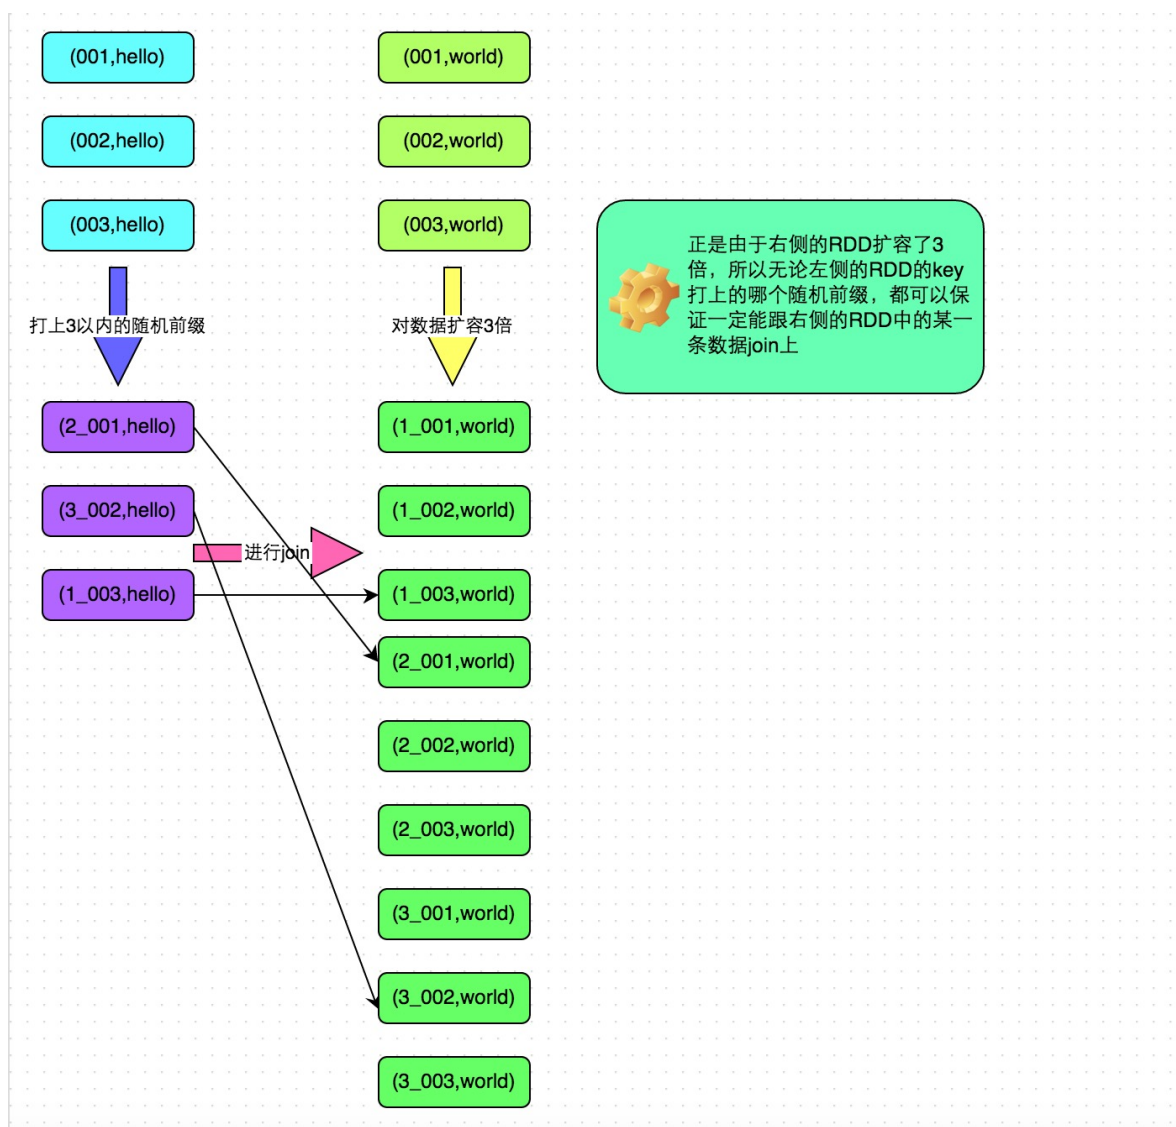 (001,hello)
(001,world)
(002,hello)
(002,world)
(003,hello)
(003,world)
正是由于右侧的RDD扩容了3
倍，所以无论左侧的RDD的key
打上的哪个随机前缀，都可以保
证一定能跟右侧的RDD中的某一
条数据join上
打上3以内的随机前缀
对数据扩容3倍
(2_001,hello)
(1_001,world)
(3_002,hello)
(1_002,world)
进行join
(1_003,hello)
(1_003,world)
(2_001,world)
(2_002,world)
(2_003,world)
(3_001,world)
(3_002,world)
(3_003,world)